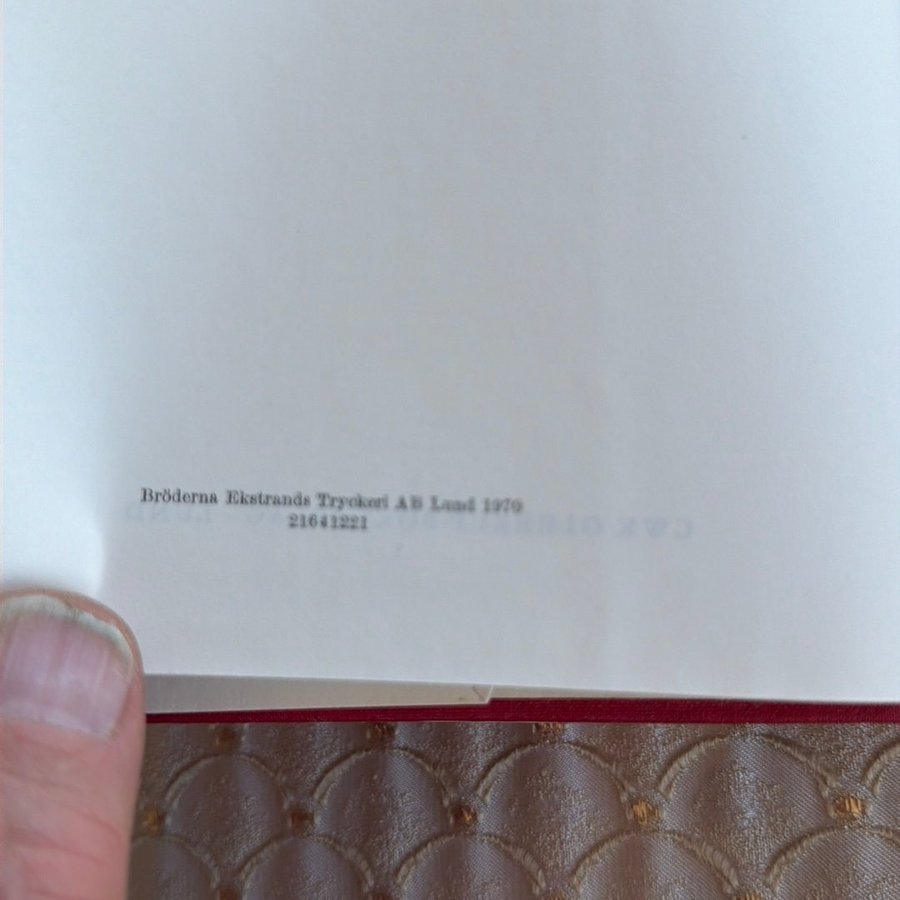 Bröderna Ekstrands Tryckeri AB Lund 1970
21641221